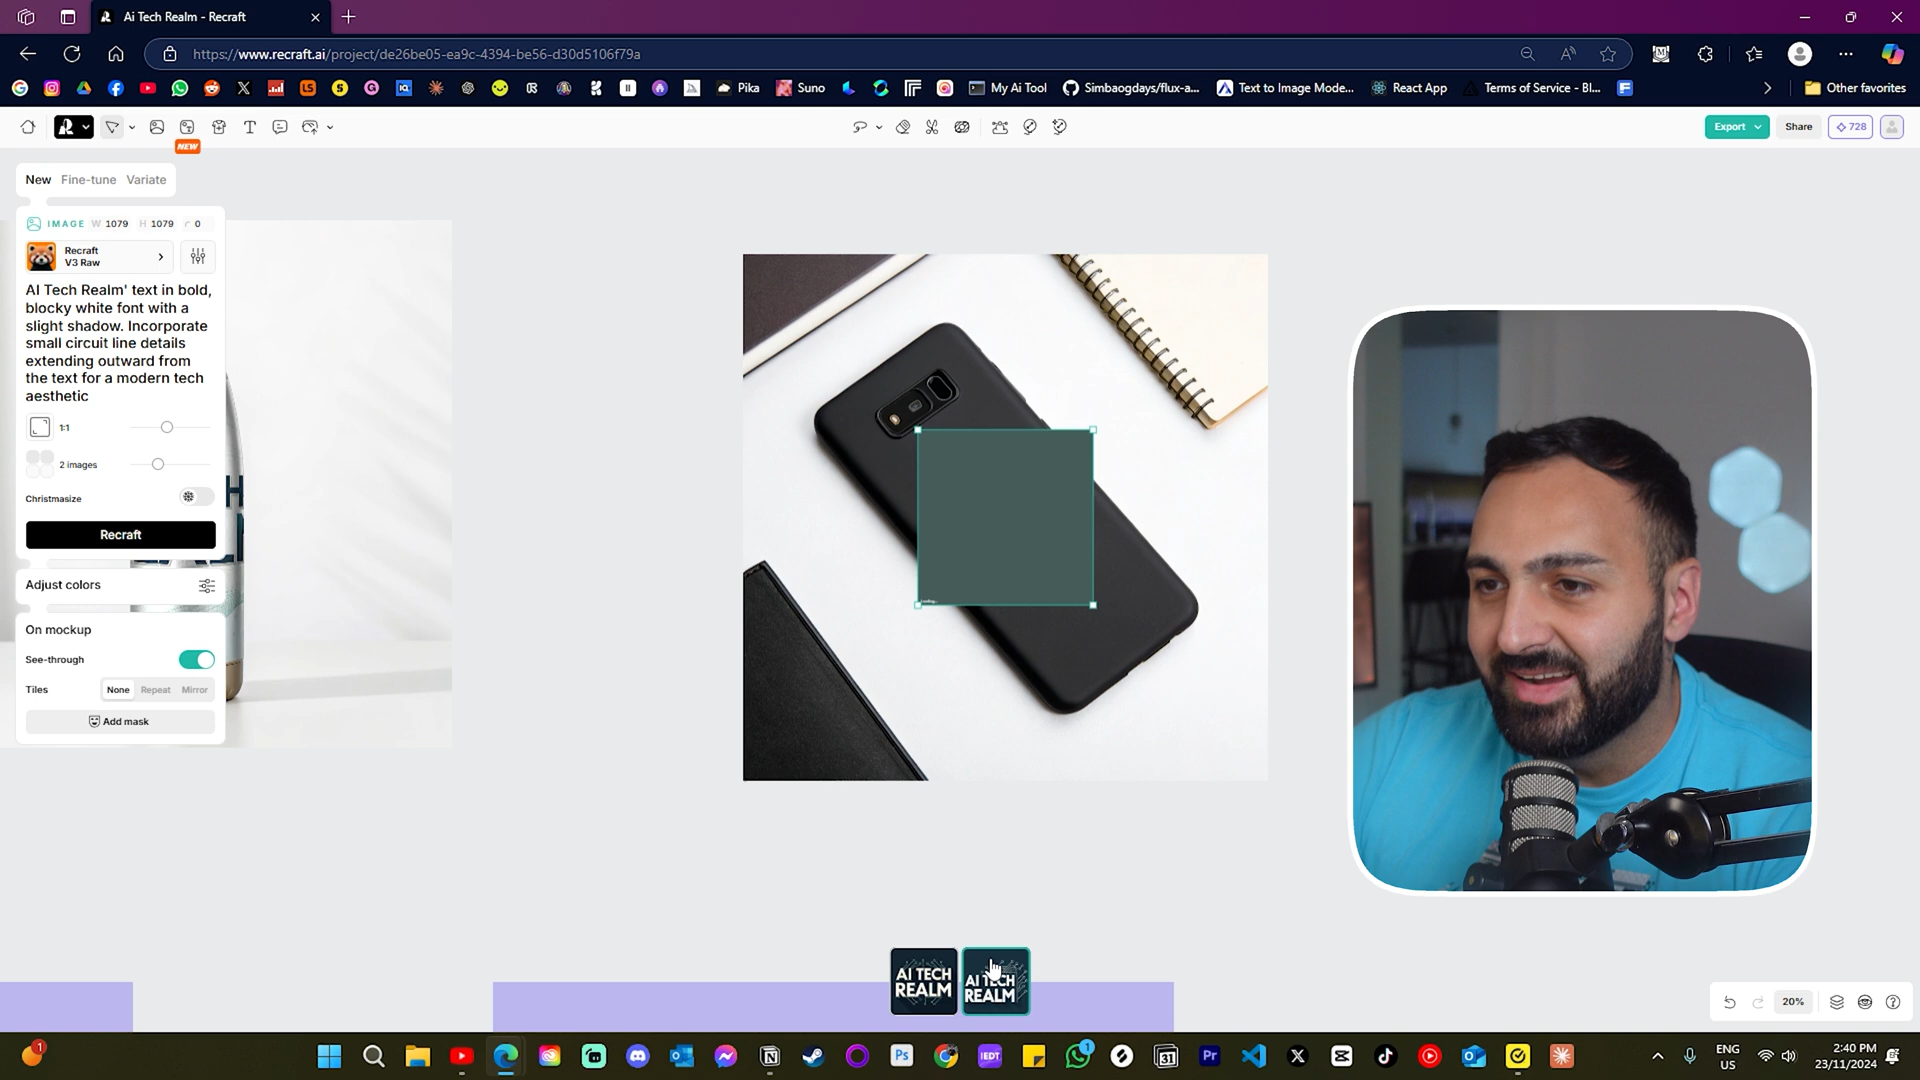 Ai Tech Realm - Recraft
https://www.recraft.ai/project/de26be05-ea9c-4394-be56-d30d5106f79a
Pika
Suno
My Ai Tool
Simbaogdays/flux-a...
Text to Image Mode...
React App
Terms of Service - Bl...
Other favorites
NEW
Export
Share
728
New Fine-tune Variate
IMAGE W 1079 H 1079 0
Recraft
V3 Raw
AI Tech Realm' text in bold,
blocky white font with a
slight shadow. Incorporate
small circuit line details
extending outward from
the text for a modern tech
aesthetic
1:1
2 images
Christmasize
Recraft
Adjust colors
On mockup
See-through
Tiles None Repeat Mirror
Add mask
AI TECH
REALM
AI TECH
REALM
20%
ENG
US
2:40 PM
23/11/2024